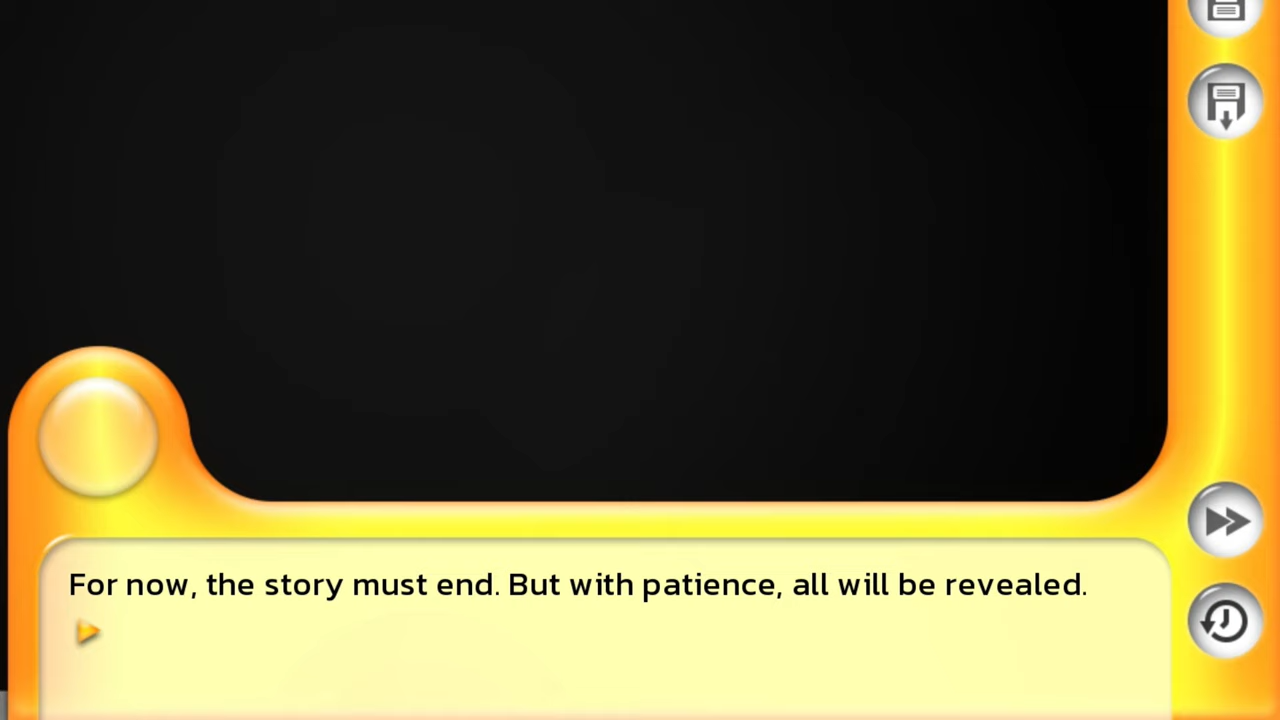 For now, the story must end. But with patience, all will be revealed.